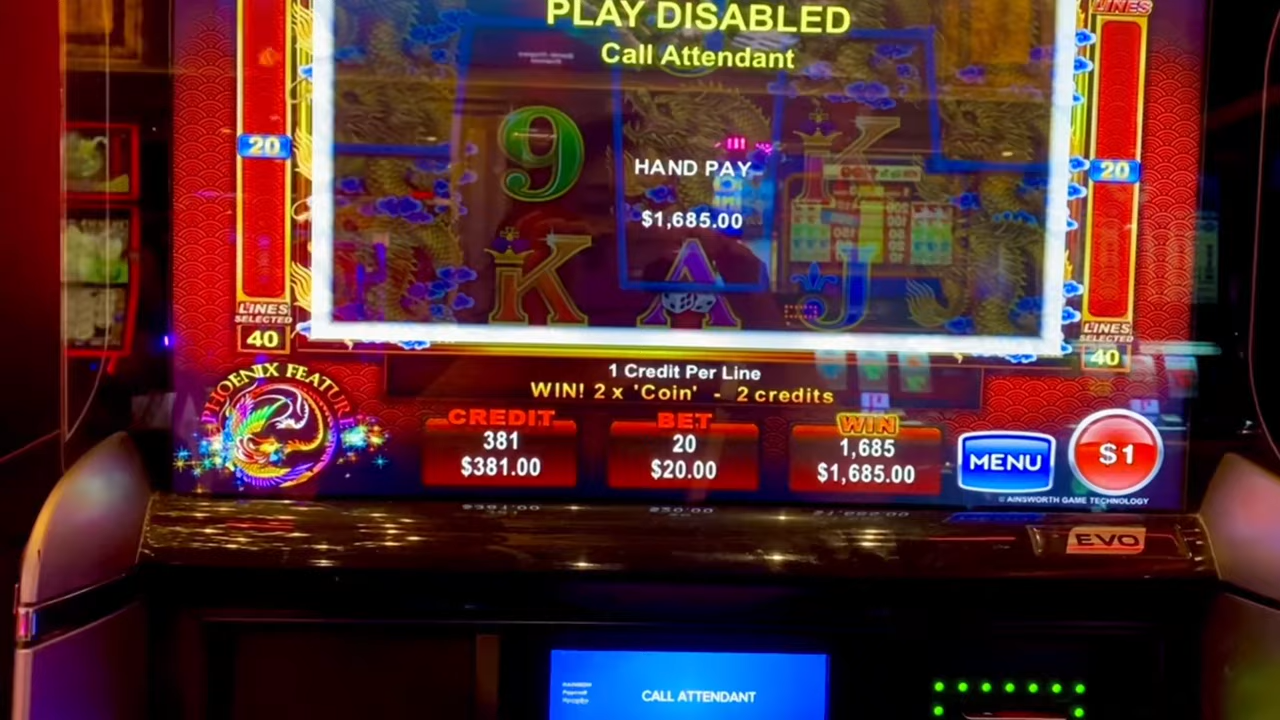 PLAY DISABLED
Call Attendant
LINES
9
K
20
HAND PAY
20
$1,685.00
K
A
J
LINES
SELECTED
40
LINES
SELECTED
40
1 Credit Per Line
WIN! 2 x 'Coin' - 2 credits
PHOENIX FEATURE
CREDIT
381
$381.00
BET
20
$20.00
WIN
1,685
$1,685.00
MENU
$1
© AINSWORTH GAME TECHNOLOGY
EVO
CALL ATTENDANT